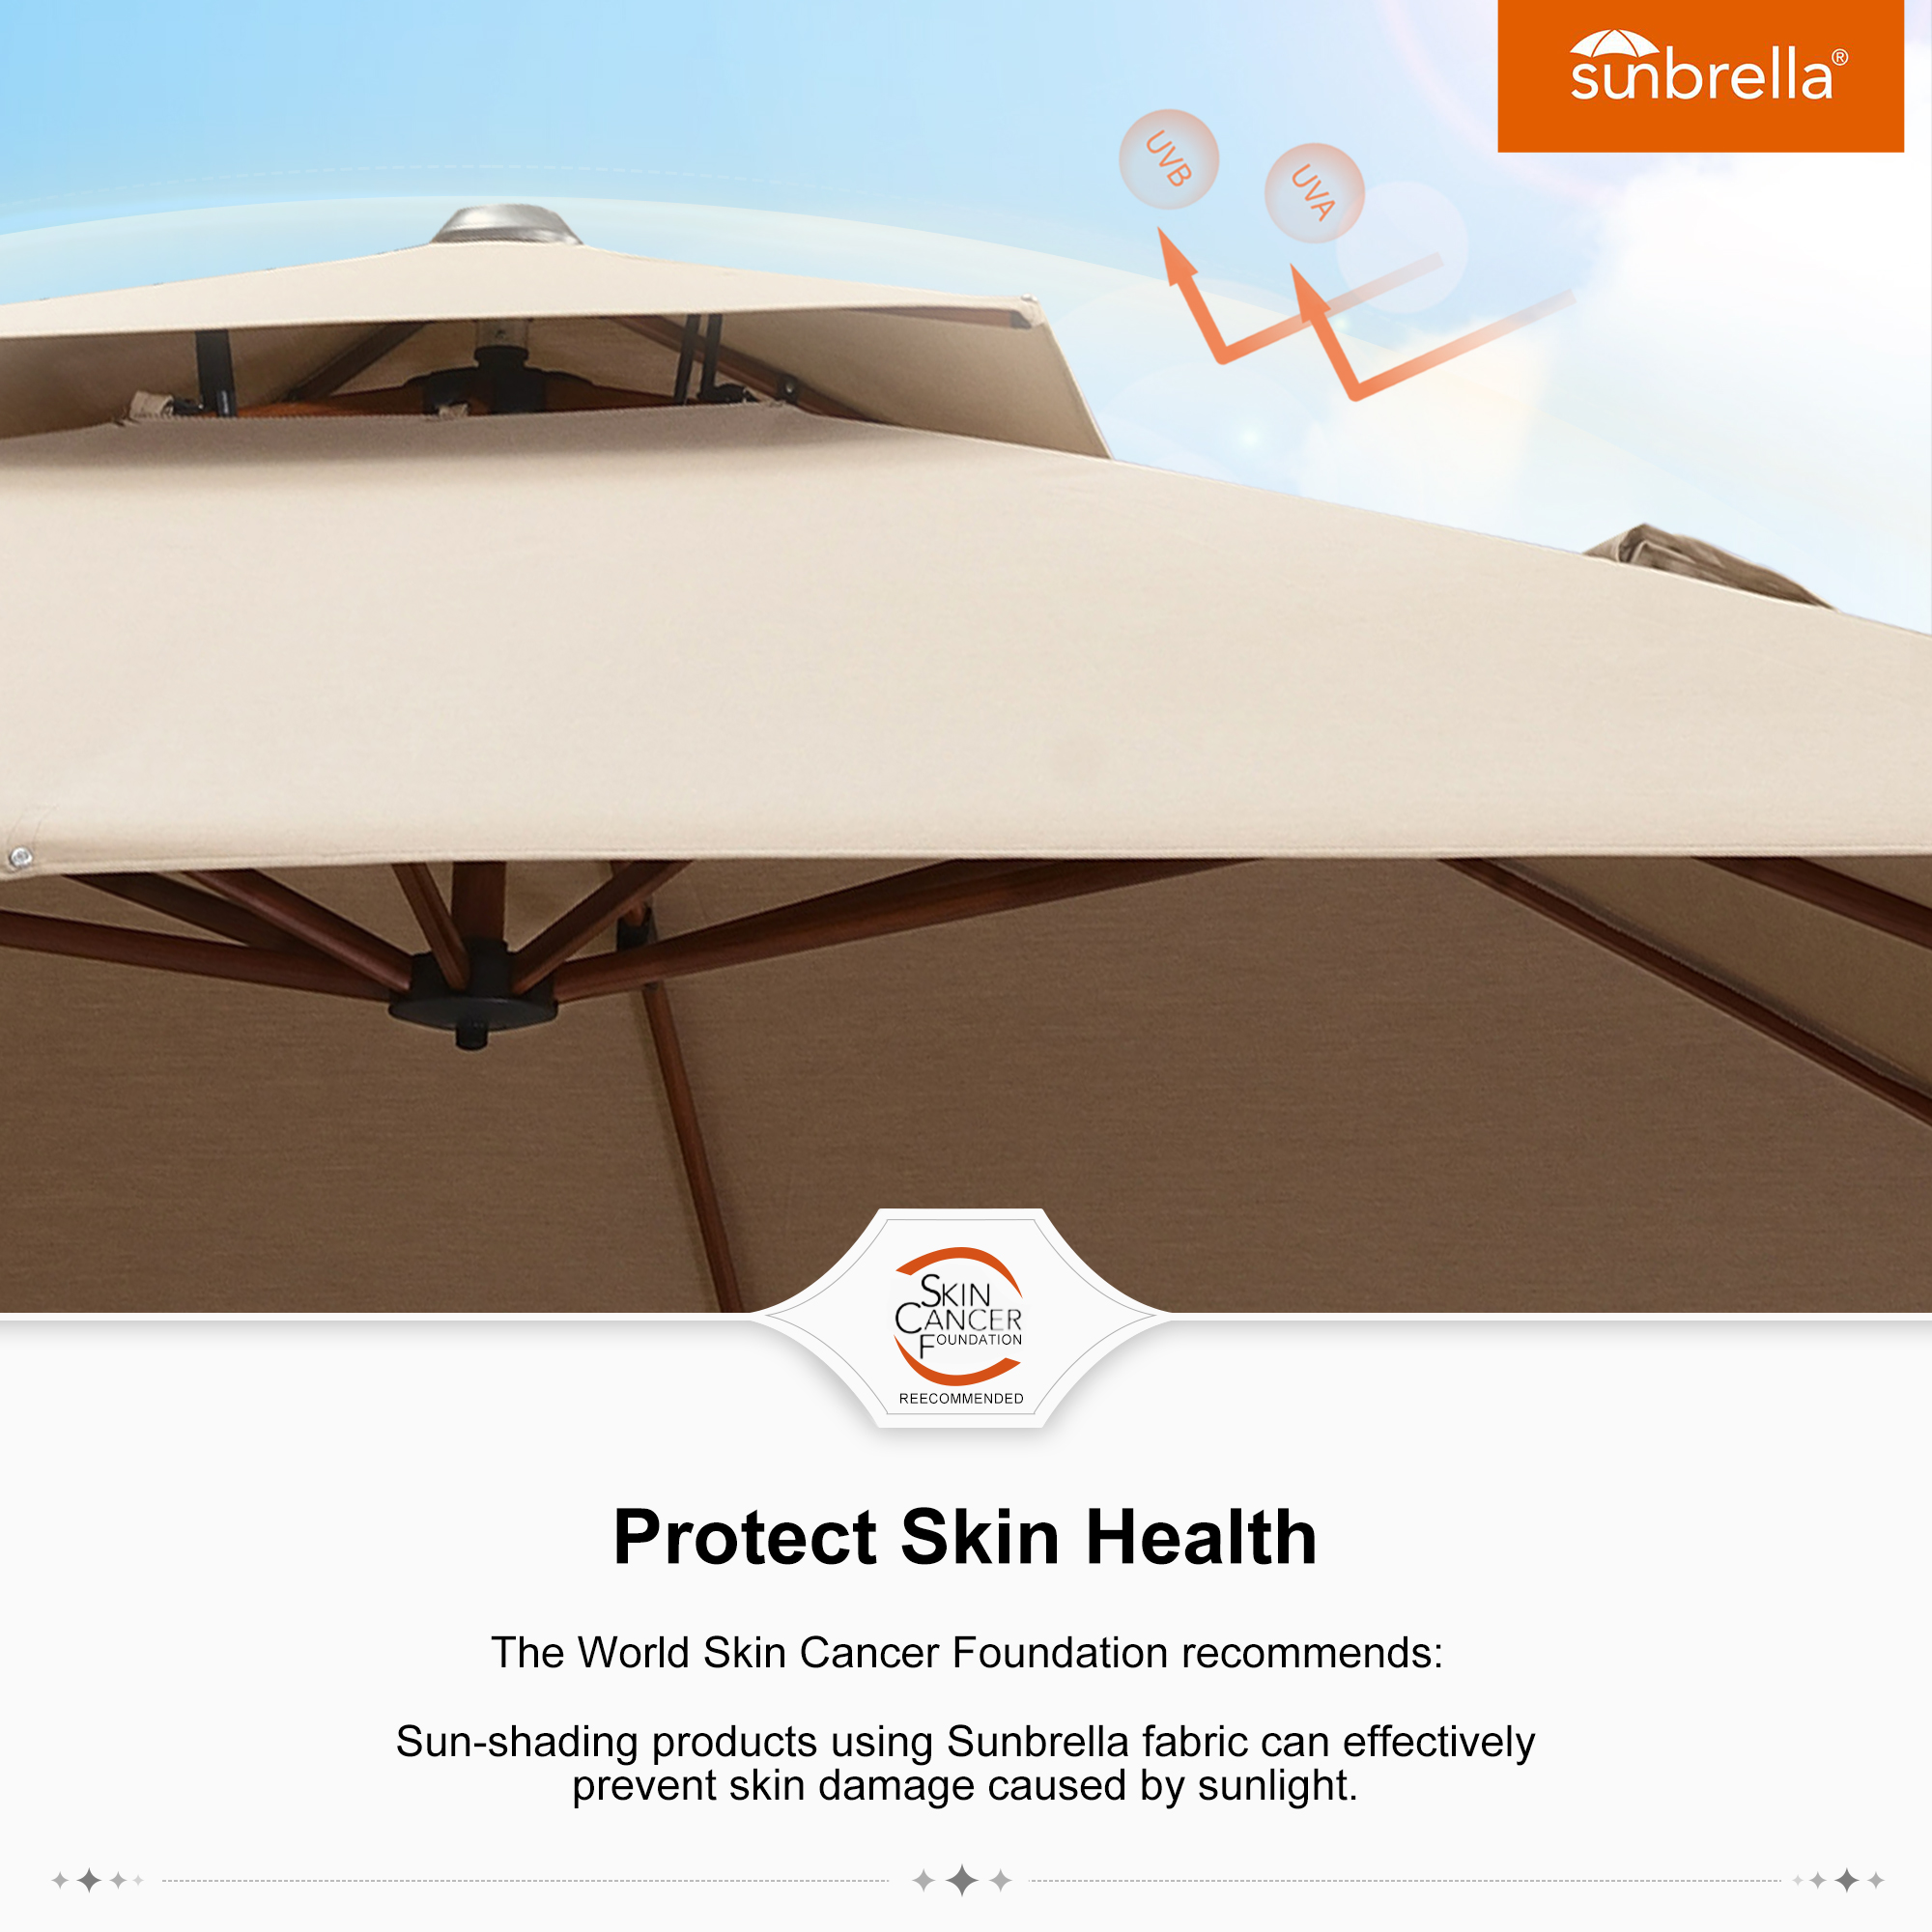 sunbrella®
UVB
UVA
SKIN
CANCER
FOUNDATION
REECOMMENDED
Protect Skin Health
The World Skin Cancer Foundation recommends:
Sun-shading products using Sunbrella fabric can effectively
prevent skin damage caused by sunlight.